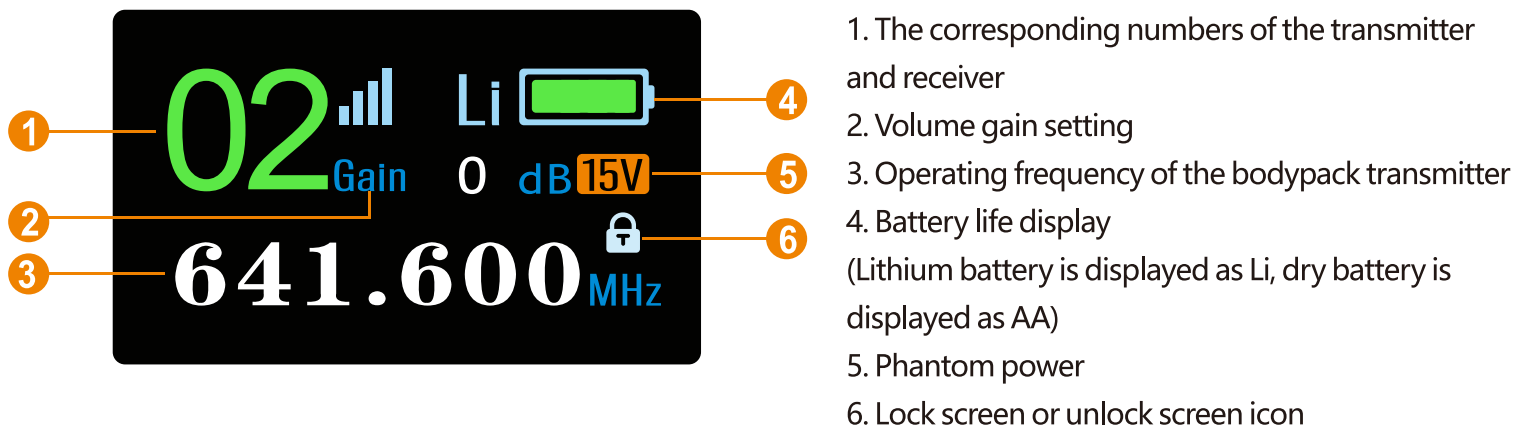 02
Li
Gain 0 dB 15V
641.600 MHz
1
2
3
4
5
6
1. The corresponding numbers of the transmitter
and receiver
2. Volume gain setting
3. Operating frequency of the bodypack transmitter
4. Battery life display
(Lithium battery is displayed as Li, dry battery is
displayed as AA)
5. Phantom power
6. Lock screen or unlock screen icon